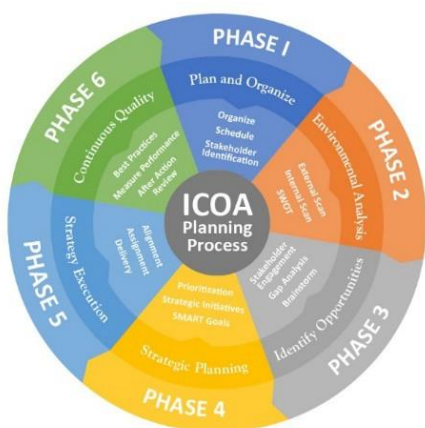 PHASE I
Plan and Organize
Organize
Schedule
Stakeholder
Identification
PHASE 2
Environmental Analysis
External Scan
Internal Scan
SWOT
PHASE 3
Identify Opportunities
Stakeholder
Engagement
Gap Analysis
Brainstorm
PHASE 4
Strategic Planning
Prioritization
Strategic Initiatives
SMART Goals
PHASE 5
Strategy Execution
Alignment
Assignment
Delivery
PHASE 6
Continuous Quality
Best Practices
Measure Performance
After Action
Review
ICOA
Planning
Process